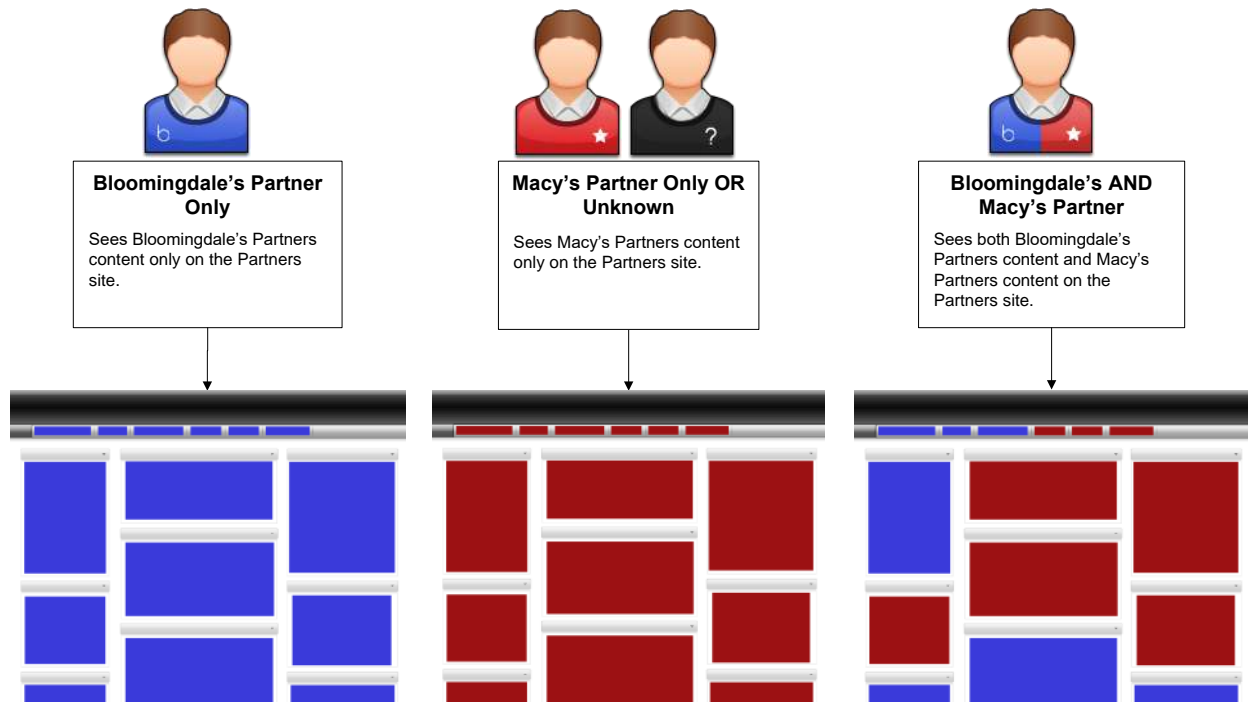 b
?
b
Bloomingdale's Partner
Only
Sees Bloomingdale's Partners
content only on the Partners
site.
Macy's Partner Only OR
Unknown
Sees Macy's Partners content
only on the Partners site.
Bloomingdale's AND
Macy's Partner
Sees both Bloomingdale's
Partners content and Macy's
Partners content on the
Partners site.